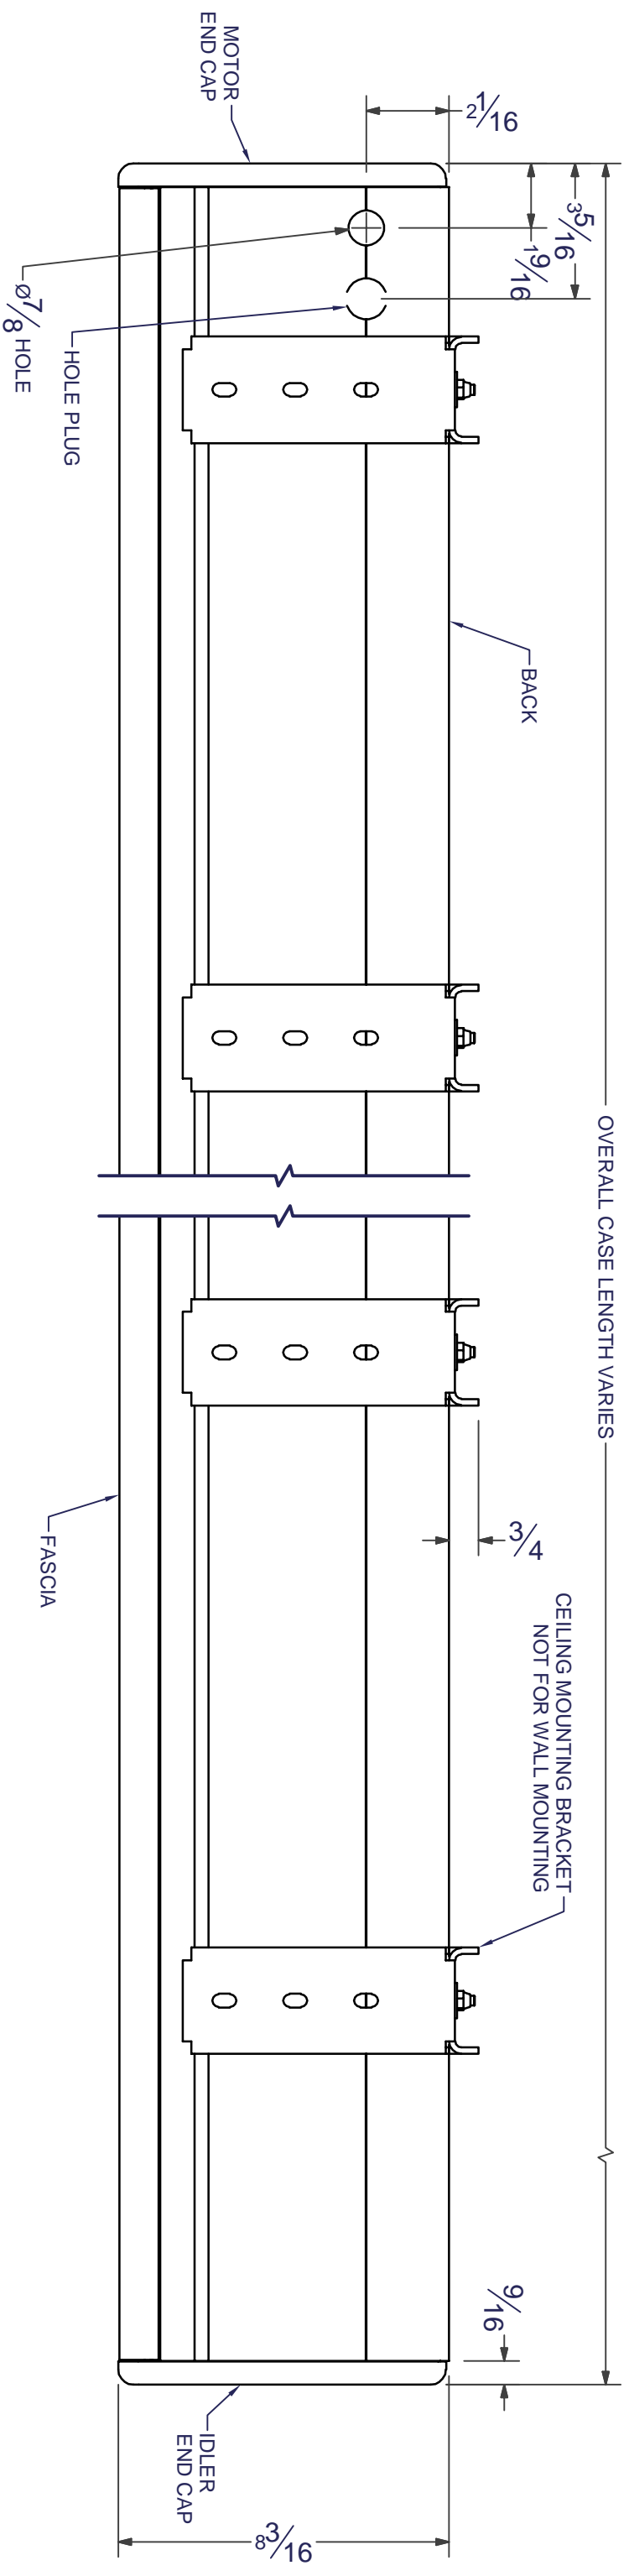 OVERALL CASE LENGTH VARIES
3 5/16
1 9/16
2 1/16
MOTOR
END CAP
BACK
CEILING MOUNTING BRACKET
NOT FOR WALL MOUNTING
3/4
9/16
HOLE PLUG
⌀7/8 HOLE
FASCIA
IDLER
END CAP
8 3/16